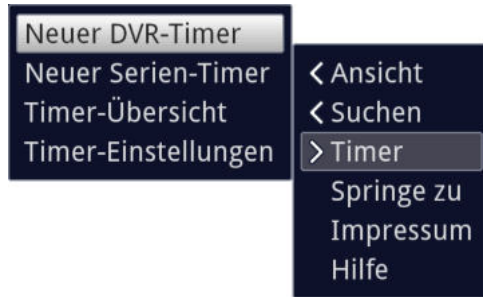 Neuer DVR-Timer
Neuer Serien-Timer
Timer-Übersicht
Timer-Einstellungen
< Ansicht
< Suchen
> Timer
Springe zu
Impressum
Hilfe